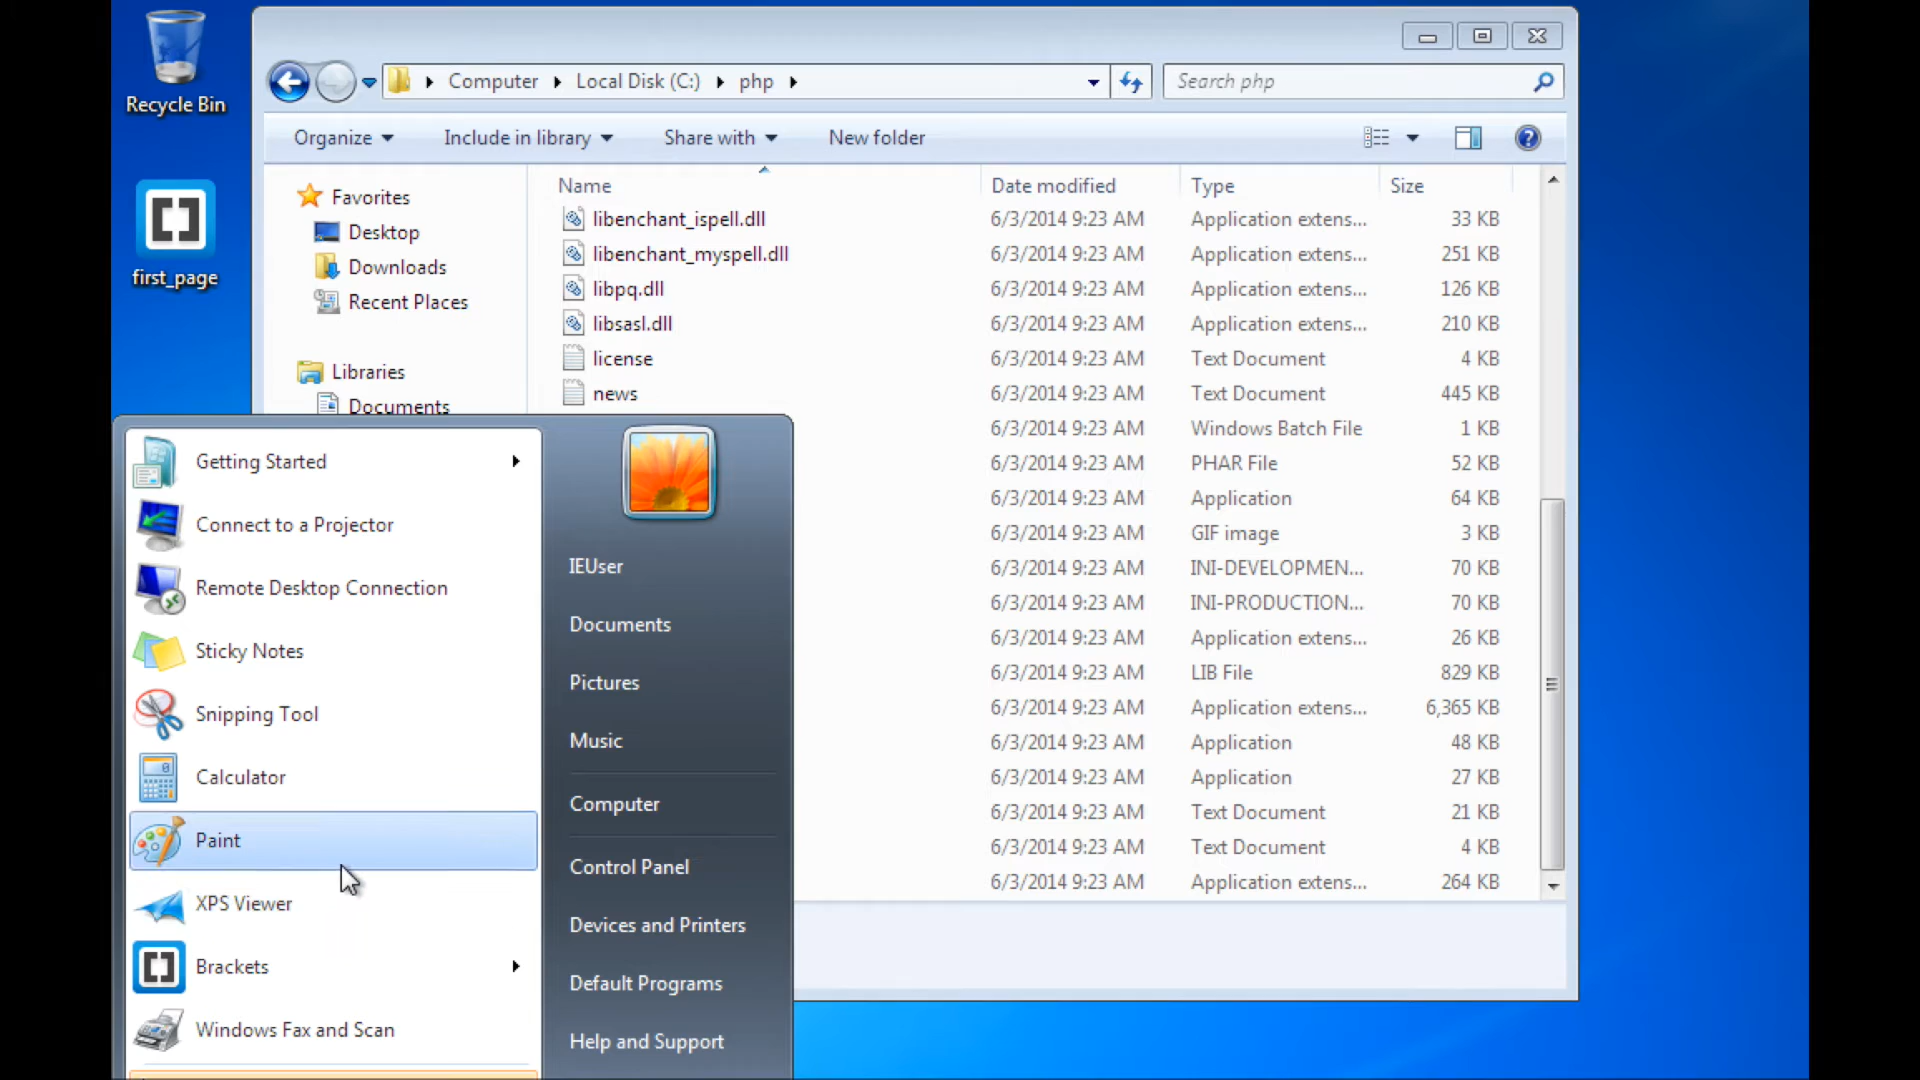 Recycle Bin
first_page
Computer
Local Disk (C:)
php
Search php
Organize
Include in library
Share with
New folder
Favorites
Desktop
Downloads
Recent Places
Libraries
Documents
Name Date modified Type Size
libenchant_ispell.dll 6/3/2014 9:23 AM Application extens... 33 KB
libenchant_myspell.dll 6/3/2014 9:23 AM Application extens... 251 KB
libpq.dll 6/3/2014 9:23 AM Application extens... 126 KB
libsasl.dll 6/3/2014 9:23 AM Application extens... 210 KB
license 6/3/2014 9:23 AM Text Document 4 KB
news 6/3/2014 9:23 AM Text Document 445 KB
6/3/2014 9:23 AM Windows Batch File 1 KB
6/3/2014 9:23 AM PHAR File 52 KB
6/3/2014 9:23 AM Application 64 KB
6/3/2014 9:23 AM GIF image 3 KB
6/3/2014 9:23 AM INI-DEVELOPMEN... 70 KB
6/3/2014 9:23 AM INI-PRODUCTION... 70 KB
6/3/2014 9:23 AM Application extens... 26 KB
6/3/2014 9:23 AM LIB File 829 KB
6/3/2014 9:23 AM Application extens... 6,365 KB
6/3/2014 9:23 AM Application 48 KB
6/3/2014 9:23 AM Application 27 KB
6/3/2014 9:23 AM Text Document 21 KB
6/3/2014 9:23 AM Text Document 4 KB
6/3/2014 9:23 AM Application extens... 264 KB
Getting Started
Connect to a Projector
Remote Desktop Connection
Sticky Notes
Snipping Tool
Calculator
Paint
XPS Viewer
Brackets
Windows Fax and Scan
IEUser
Documents
Pictures
Music
Computer
Control Panel
Devices and Printers
Default Programs
Help and Support